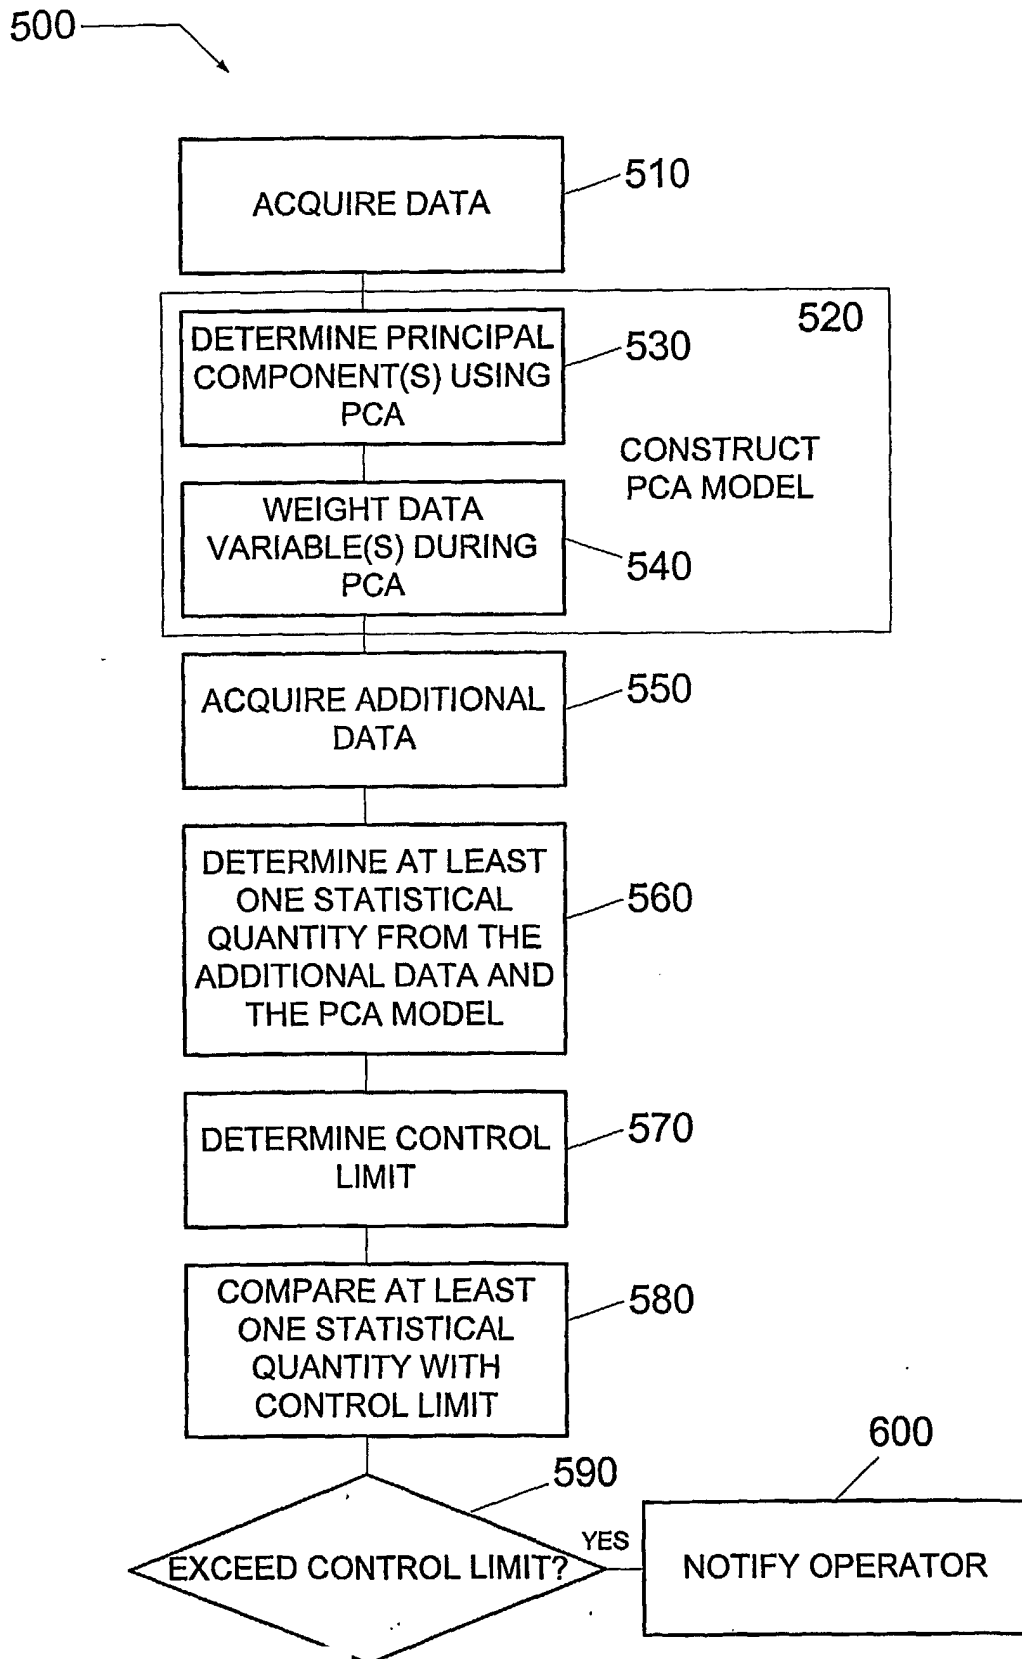 500
ACQUIRE DATA
510
520
DETERMINE PRINCIPAL
COMPONENT(S) USING
PCA
530
CONSTRUCT
PCA MODEL
WEIGHT DATA
VARIABLE(S) DURING
PCA
540
ACQUIRE ADDITIONAL
DATA
550
DETERMINE AT LEAST
ONE STATISTICAL
QUANTITY FROM THE
ADDITIONAL DATA AND
THE PCA MODEL
560
DETERMINE CONTROL
LIMIT
570
COMPARE AT LEAST
ONE STATISTICAL
QUANTITY WITH
CONTROL LIMIT
580
590
EXCEED CONTROL LIMIT?
YES
600
NOTIFY OPERATOR